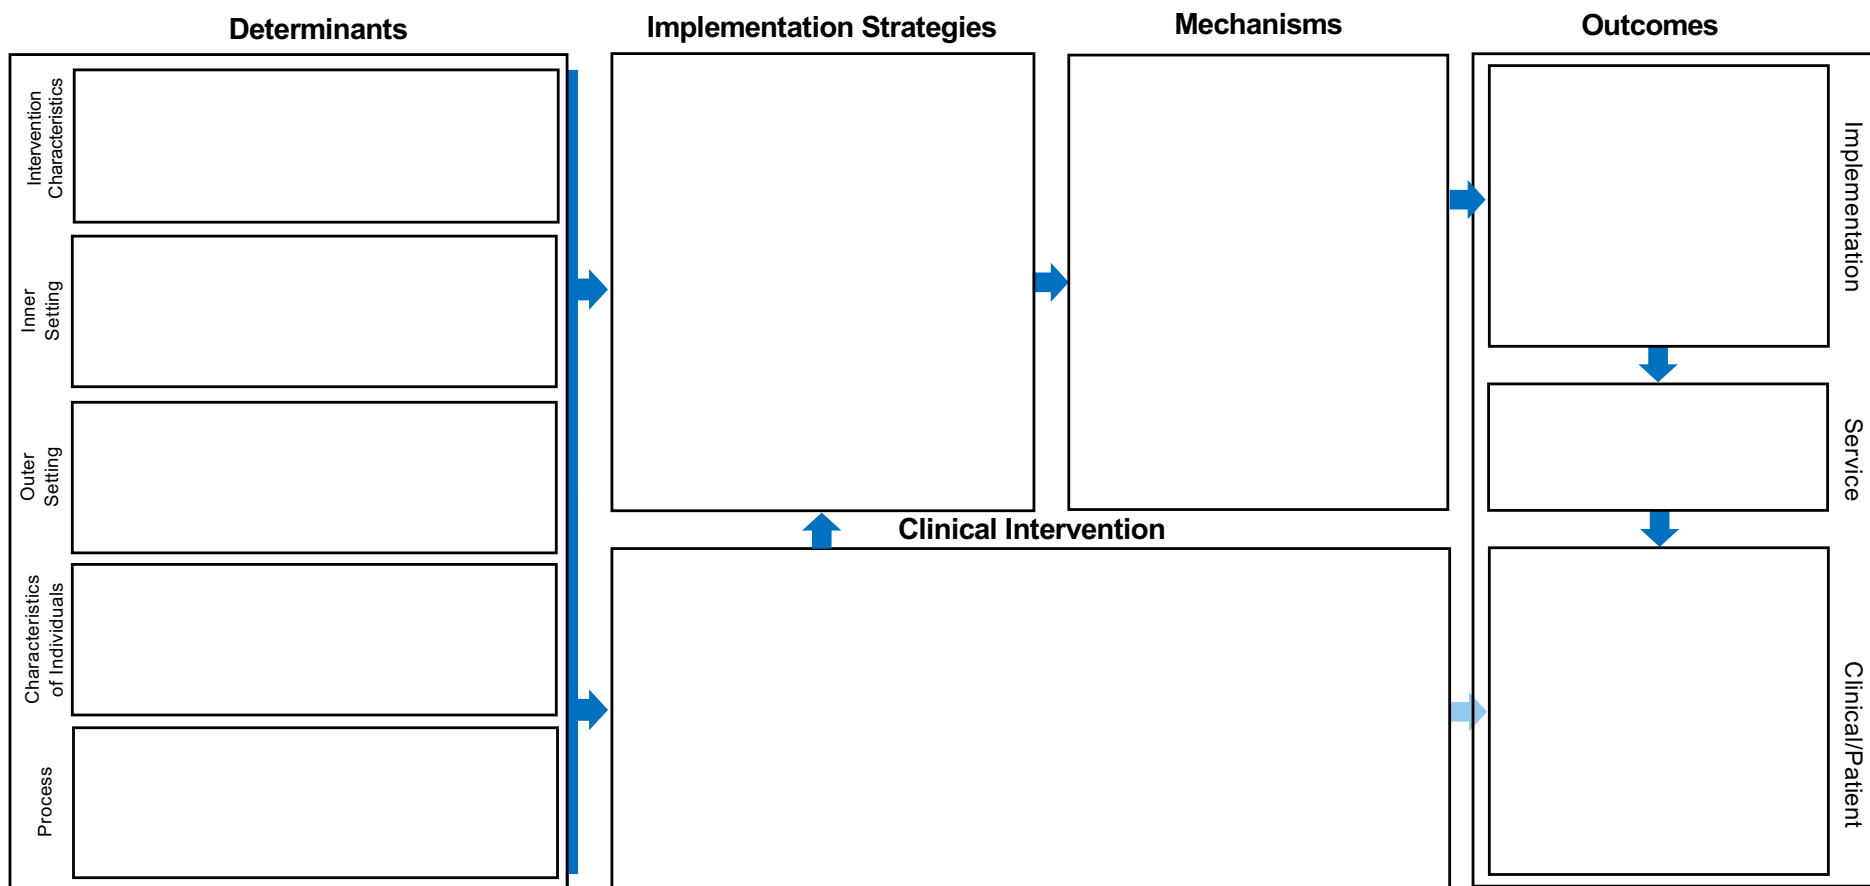 Determinants
Implementation Strategies
Mechanisms
Outcomes
Intervention
Characteristics
Inner
Setting
Outer
Setting
Characteristics
of Individuals
Process
Clinical Intervention
Implementation
Service
Clinical/Patient